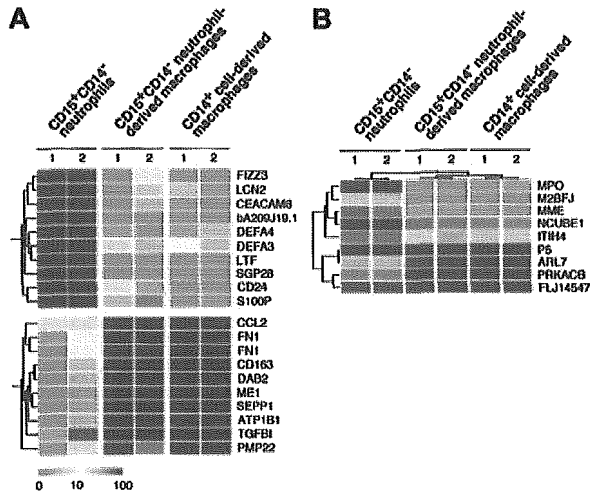 A
CD15+CD14-
neutrophils
CD15+CD14- neutrophil-
derived macrophages
CD14+ cell-derived
macrophages
1 2 1 2 1 2
FIZZ3
LCN2
CEACAM8
bA209J19.1
DEFA4
DEFA3
LTF
SGP28
CD24
S100P
CCL2
FN1
FN1
CD163
DAB2
ME1
SEPP1
ATP1B1
TGFBI
PMP22
0 10 100
B
CD15+CD14-
neutrophils
CD15+CD14- neutrophil-
derived macrophages
CD14+ cell-derived
macrophages
1 2 1 2 1 2
MPO
M2BFJ
MME
NCUBE1
ITIH4
P5
ARL7
PRKACB
FLJ14547